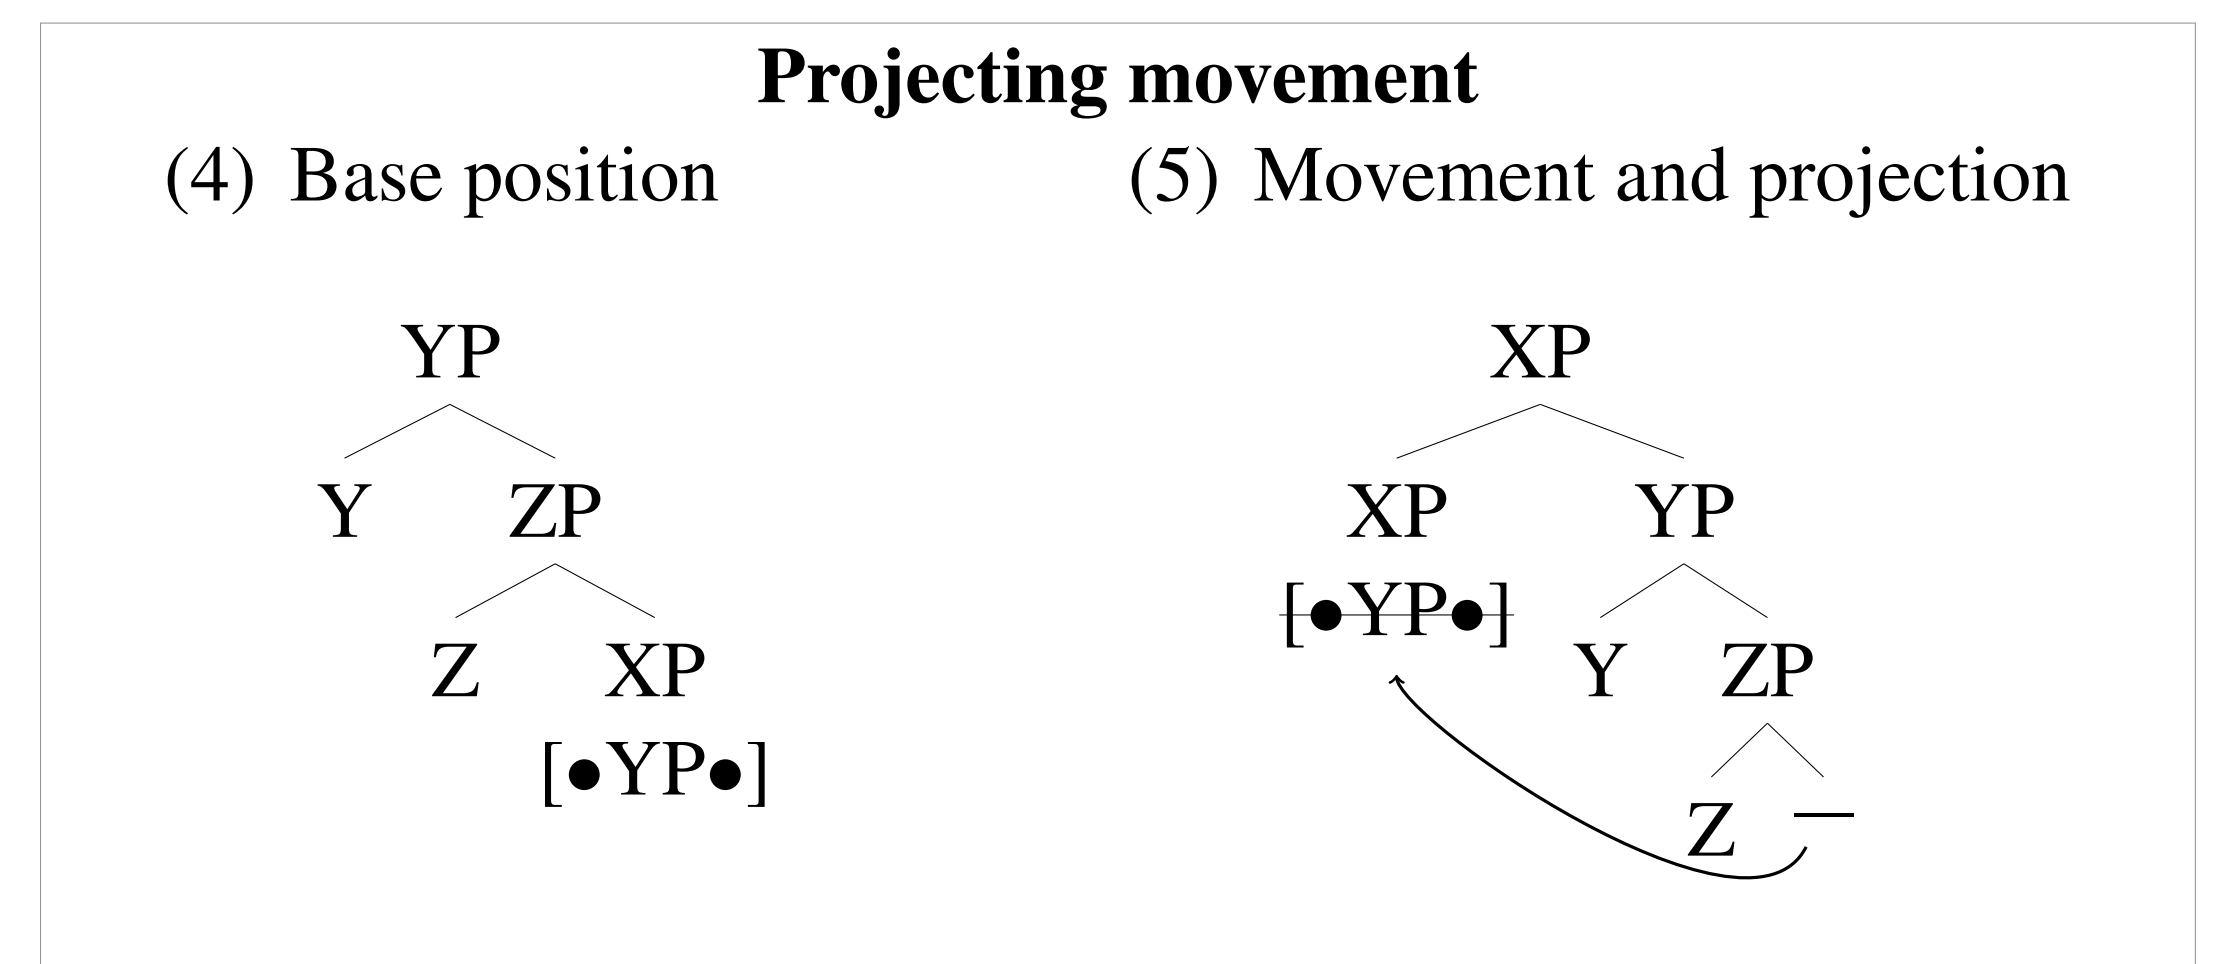 Projecting movement
(4) Base position
(5) Movement and projection
YP
Y ZP
Z XP
[●YP●]
XP
XP YP
[●YP●]
Y ZP
Z —